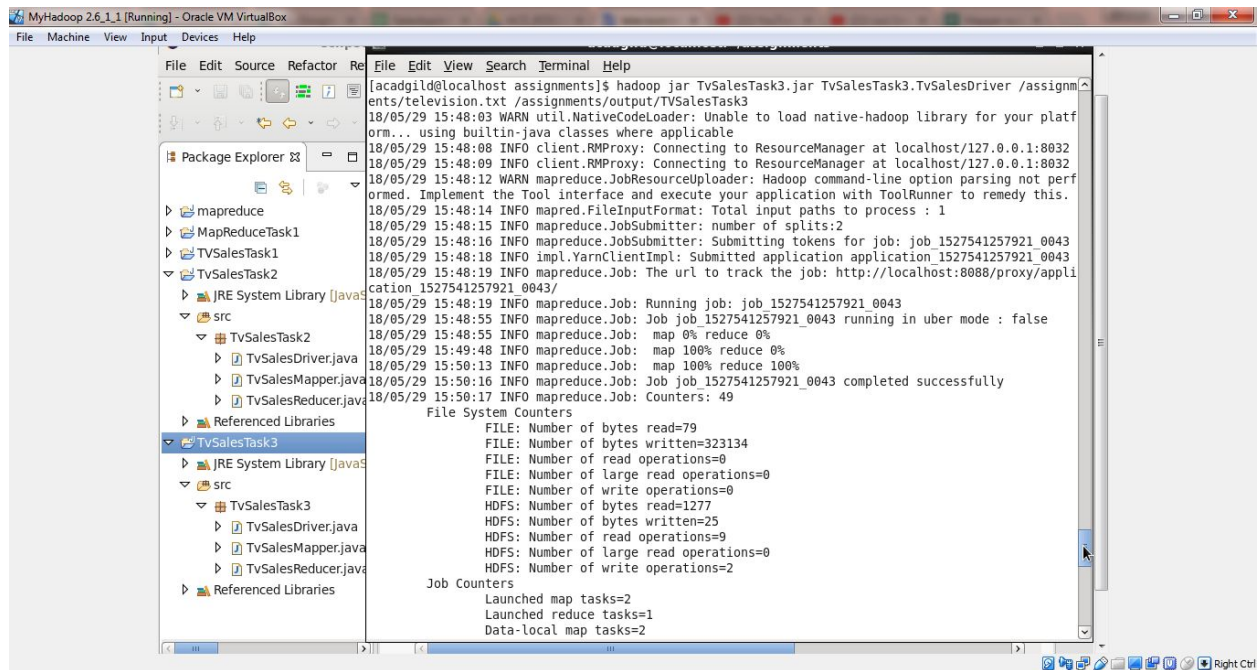 MyHadoop 2.6_1_1 [Running] - Oracle VM VirtualBox
File Machine View Input Devices Help
File Edit Source Refactor Re
Package Explorer
mapreduce
MapReduceTask1
TVSalesTask1
TvSalesTask2
JRE System Library [JavaS
src
TvSalesTask2
TvSalesDriver.java
TvSalesMapper.java
TvSalesReducer.java
Referenced Libraries
TvSalesTask3
JRE System Library [JavaS
src
TvSalesTask3
TvSalesDriver.java
TvSalesMapper.java
TvSalesReducer.java
Referenced Libraries
File Edit View Search Terminal Help
[acadgild@localhost assignments]$ hadoop jar TvSalesTask3.jar TvSalesTask3.TvSalesDriver /assignm
ents/television.txt /assignments/output/TVSalesTask3
18/05/29 15:48:03 WARN util.NativeCodeLoader: Unable to load native-hadoop library for your platf
orm... using builtin-java classes where applicable
18/05/29 15:48:08 INFO client.RMProxy: Connecting to ResourceManager at localhost/127.0.0.1:8032
18/05/29 15:48:09 INFO client.RMProxy: Connecting to ResourceManager at localhost/127.0.0.1:8032
18/05/29 15:48:12 WARN mapreduce.JobResourceUploader: Hadoop command-line option parsing not perf
ormed. Implement the Tool interface and execute your application with ToolRunner to remedy this.
18/05/29 15:48:14 INFO mapred.FileInputFormat: Total input paths to process : 1
18/05/29 15:48:15 INFO mapreduce.JobSubmitter: number of splits:2
18/05/29 15:48:16 INFO mapreduce.JobSubmitter: Submitting tokens for job: job_1527541257921_0043
18/05/29 15:48:18 INFO impl.YarnClientImpl: Submitted application application_1527541257921_0043
18/05/29 15:48:19 INFO mapreduce.Job: The url to track the job: http://localhost:8088/proxy/appli
cation_1527541257921_0043/
18/05/29 15:48:19 INFO mapreduce.Job: Running job: job_1527541257921_0043
18/05/29 15:48:55 INFO mapreduce.Job: Job job_1527541257921_0043 running in uber mode : false
18/05/29 15:48:55 INFO mapreduce.Job:  map 0% reduce 0%
18/05/29 15:49:48 INFO mapreduce.Job:  map 100% reduce 0%
18/05/29 15:50:13 INFO mapreduce.Job:  map 100% reduce 100%
18/05/29 15:50:16 INFO mapreduce.Job: Job job_1527541257921_0043 completed successfully
18/05/29 15:50:17 INFO mapreduce.Job: Counters: 49
File System Counters
FILE: Number of bytes read=79
FILE: Number of bytes written=323134
FILE: Number of read operations=0
FILE: Number of large read operations=0
FILE: Number of write operations=0
HDFS: Number of bytes read=1277
HDFS: Number of bytes written=25
HDFS: Number of read operations=9
HDFS: Number of large read operations=0
HDFS: Number of write operations=2
Job Counters
Launched map tasks=2
Launched reduce tasks=1
Data-local map tasks=2
Right Ctrl